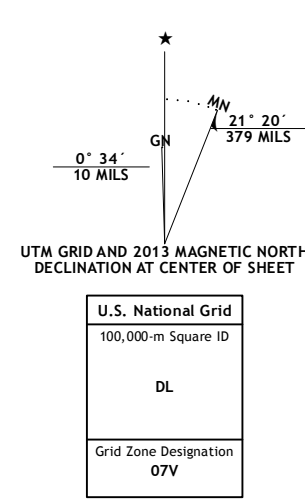 ★
MN
GN
0° 34´
10 MILS
21° 20´
379 MILS
UTM GRID AND 2013 MAGNETIC NORTH
DECLINATION AT CENTER OF SHEET
U.S. National Grid
100,000-m Square ID
DL
Grid Zone Designation
07V